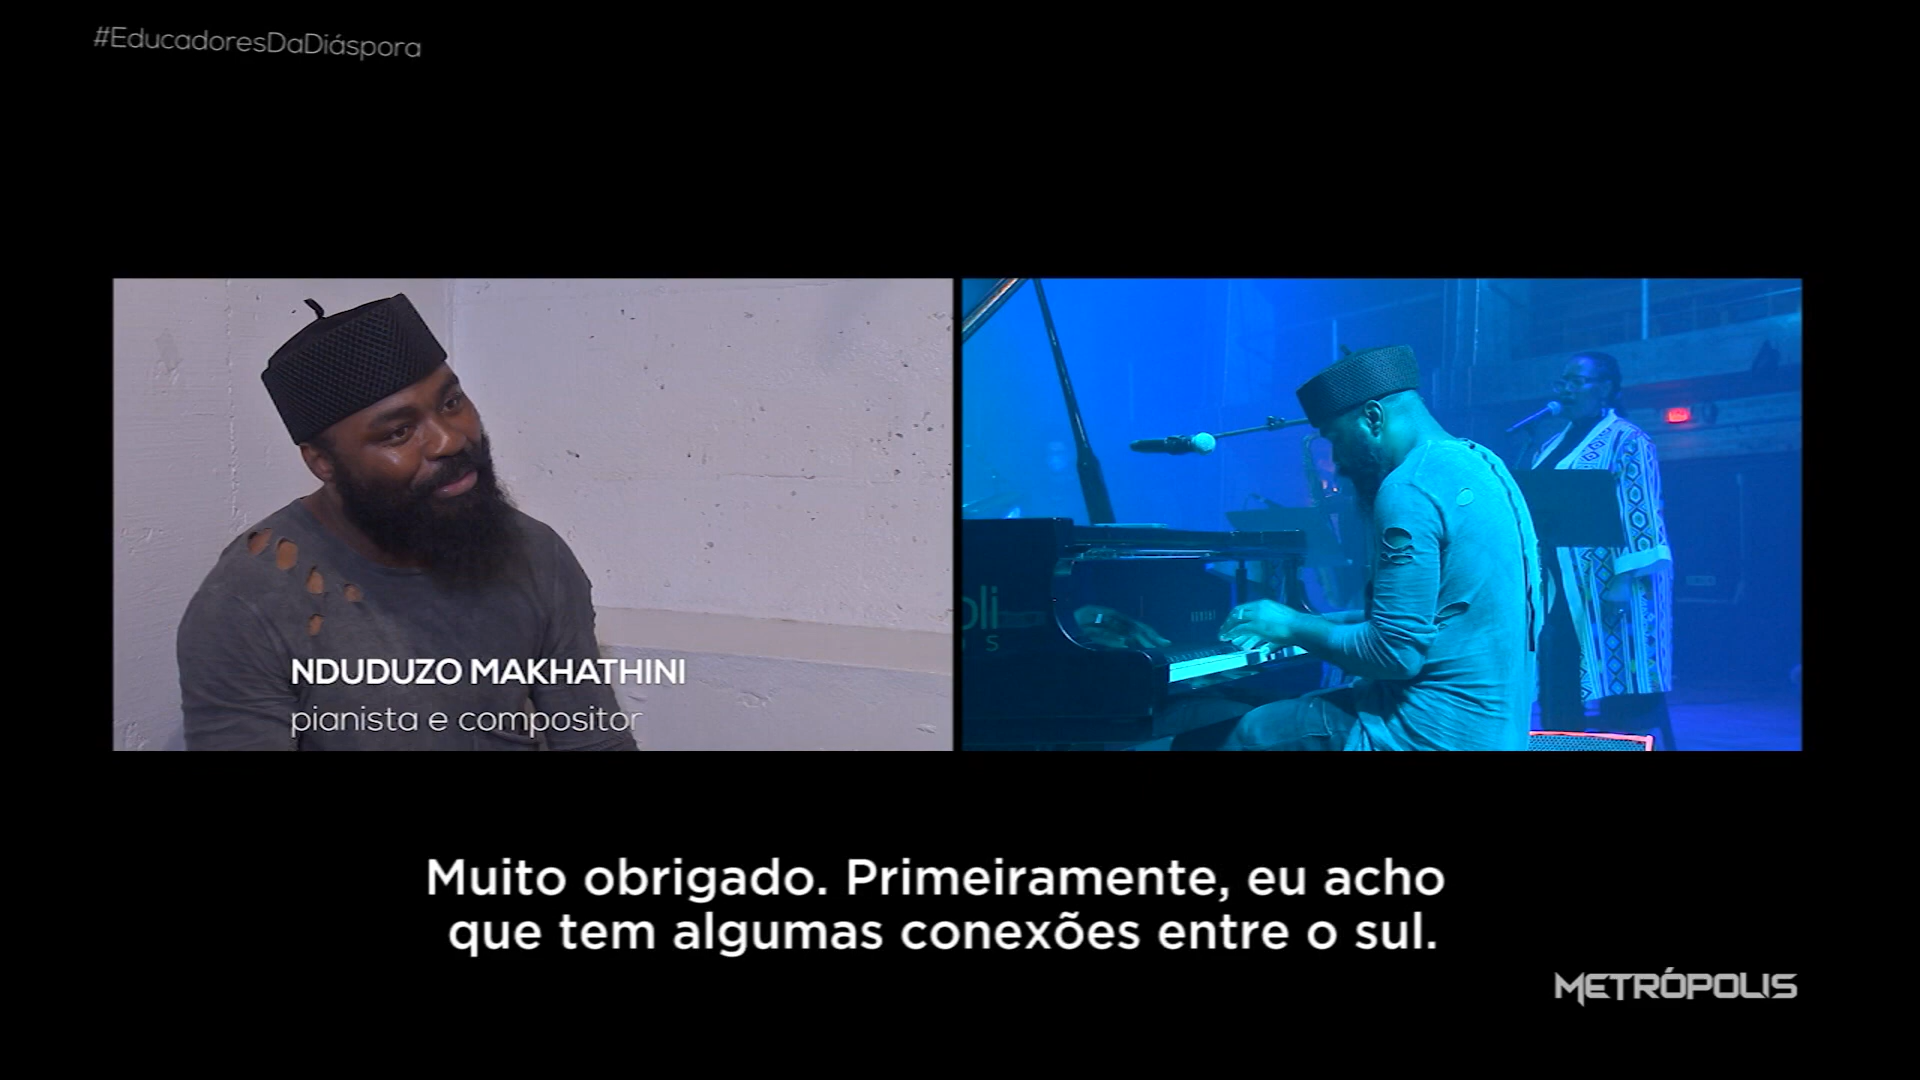 #EducadoresDaDiáspora
NDUDUZO MAKHATHINI
pianista e compositor
Muito obrigado. Primeiramente, eu acho
que tem algumas conexões entre o sul.
METRÓPOLIS